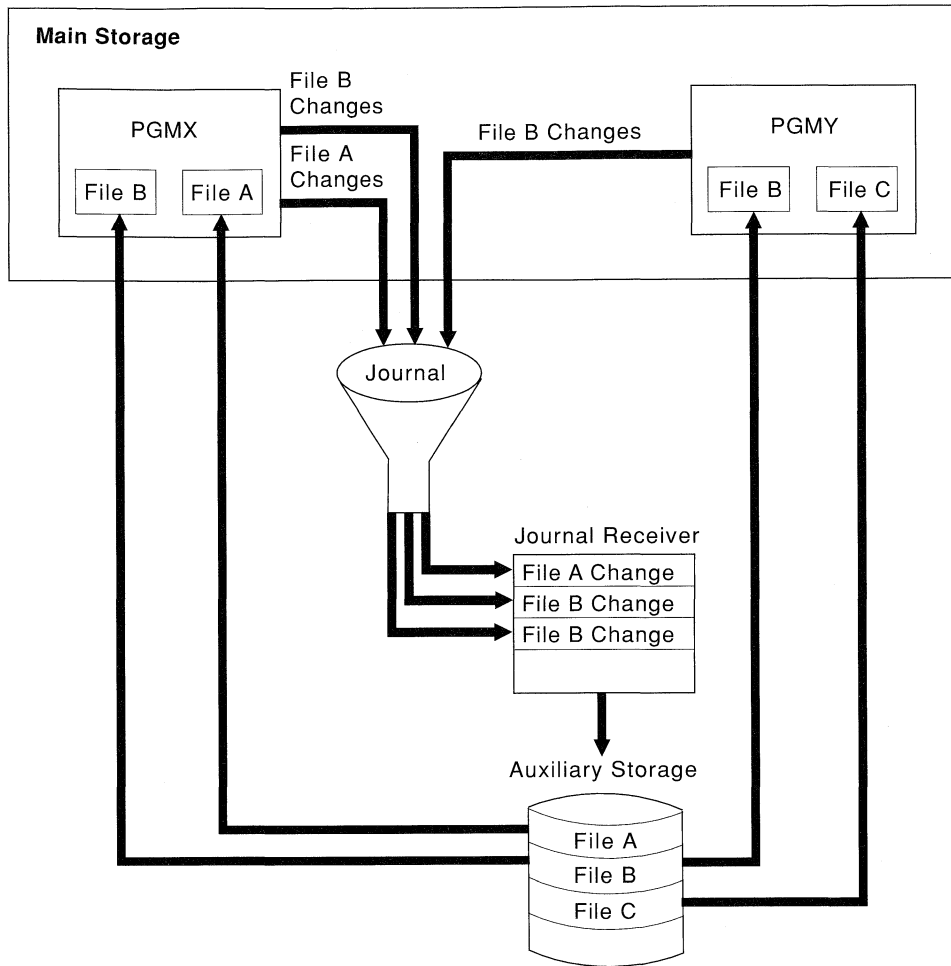 Main Storage
File B
Changes
PGMX
File A
Changes
File B
File A
File B Changes
PGMY
File B
File C
Journal
Journal Receiver
File A Change
File B Change
File B Change
Auxiliary Storage
File A
File B
File C